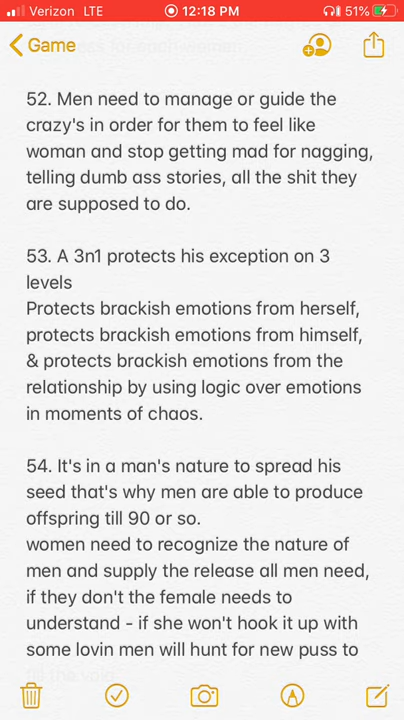 Verizon LTE 12:18 PM 51%
Game
52. Men need to manage or guide the
crazy's in order for them to feel like
woman and stop getting mad for nagging,
telling dumb ass stories, all the shit they
are supposed to do.
53. A 3n1 protects his exception on 3
levels
Protects brackish emotions from herself,
protects brackish emotions from himself,
& protects brackish emotions from the
relationship by using logic over emotions
in moments of chaos.
54. It's in a man's nature to spread his
seed that's why men are able to produce
offspring till 90 or so.
women need to recognize the nature of
men and supply the release all men need,
if they don't the female needs to
understand - if she won't hook it up with
some lovin men will hunt for new puss to
fill the void